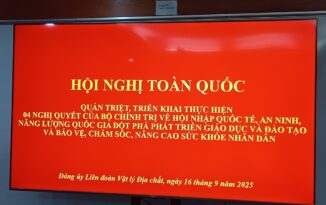 HỘI NGHỊ TOÀN QUỐC
QUÁN TRIỆT, TRIỂN KHAI THỰC HIỆN
04 NGHỊ QUYẾT CỦA BỘ CHÍNH TRỊ VỀ HỘI NHẬP QUỐC TẾ, AN NINH,
NĂNG LƯỢNG QUỐC GIA ĐỘT PHÁ PHÁT TRIỂN GIÁO DỤC VÀ ĐÀO TẠO
VÀ BẢO VỆ, CHĂM SÓC, NÂNG CAO SỨC KHỎE NHÂN DÂN
Đảng ủy Liên đoàn Vật lý Địa chất, ngày 16 tháng 9 năm 2025